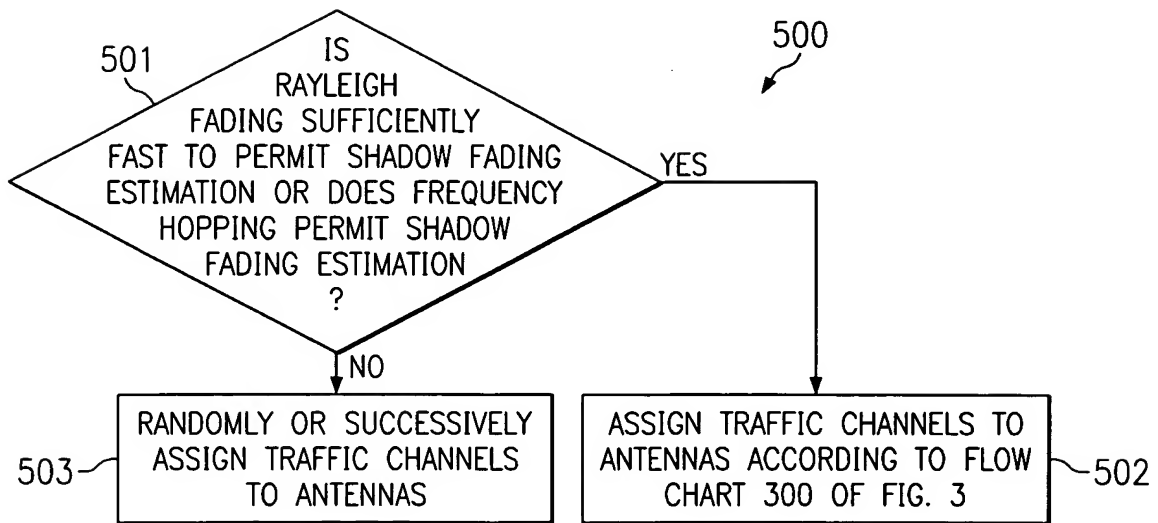 501
IS
RAYLEIGH
FADING SUFFICIENTLY
FAST TO PERMIT SHADOW FADING
ESTIMATION OR DOES FREQUENCY
HOPPING PERMIT SHADOW
FADING ESTIMATION
?
500
YES
NO
503
RANDOMLY OR SUCCESSIVELY
ASSIGN TRAFFIC CHANNELS
TO ANTENNAS
ASSIGN TRAFFIC CHANNELS TO
ANTENNAS ACCORDING TO FLOW
CHART 300 OF FIG. 3
502